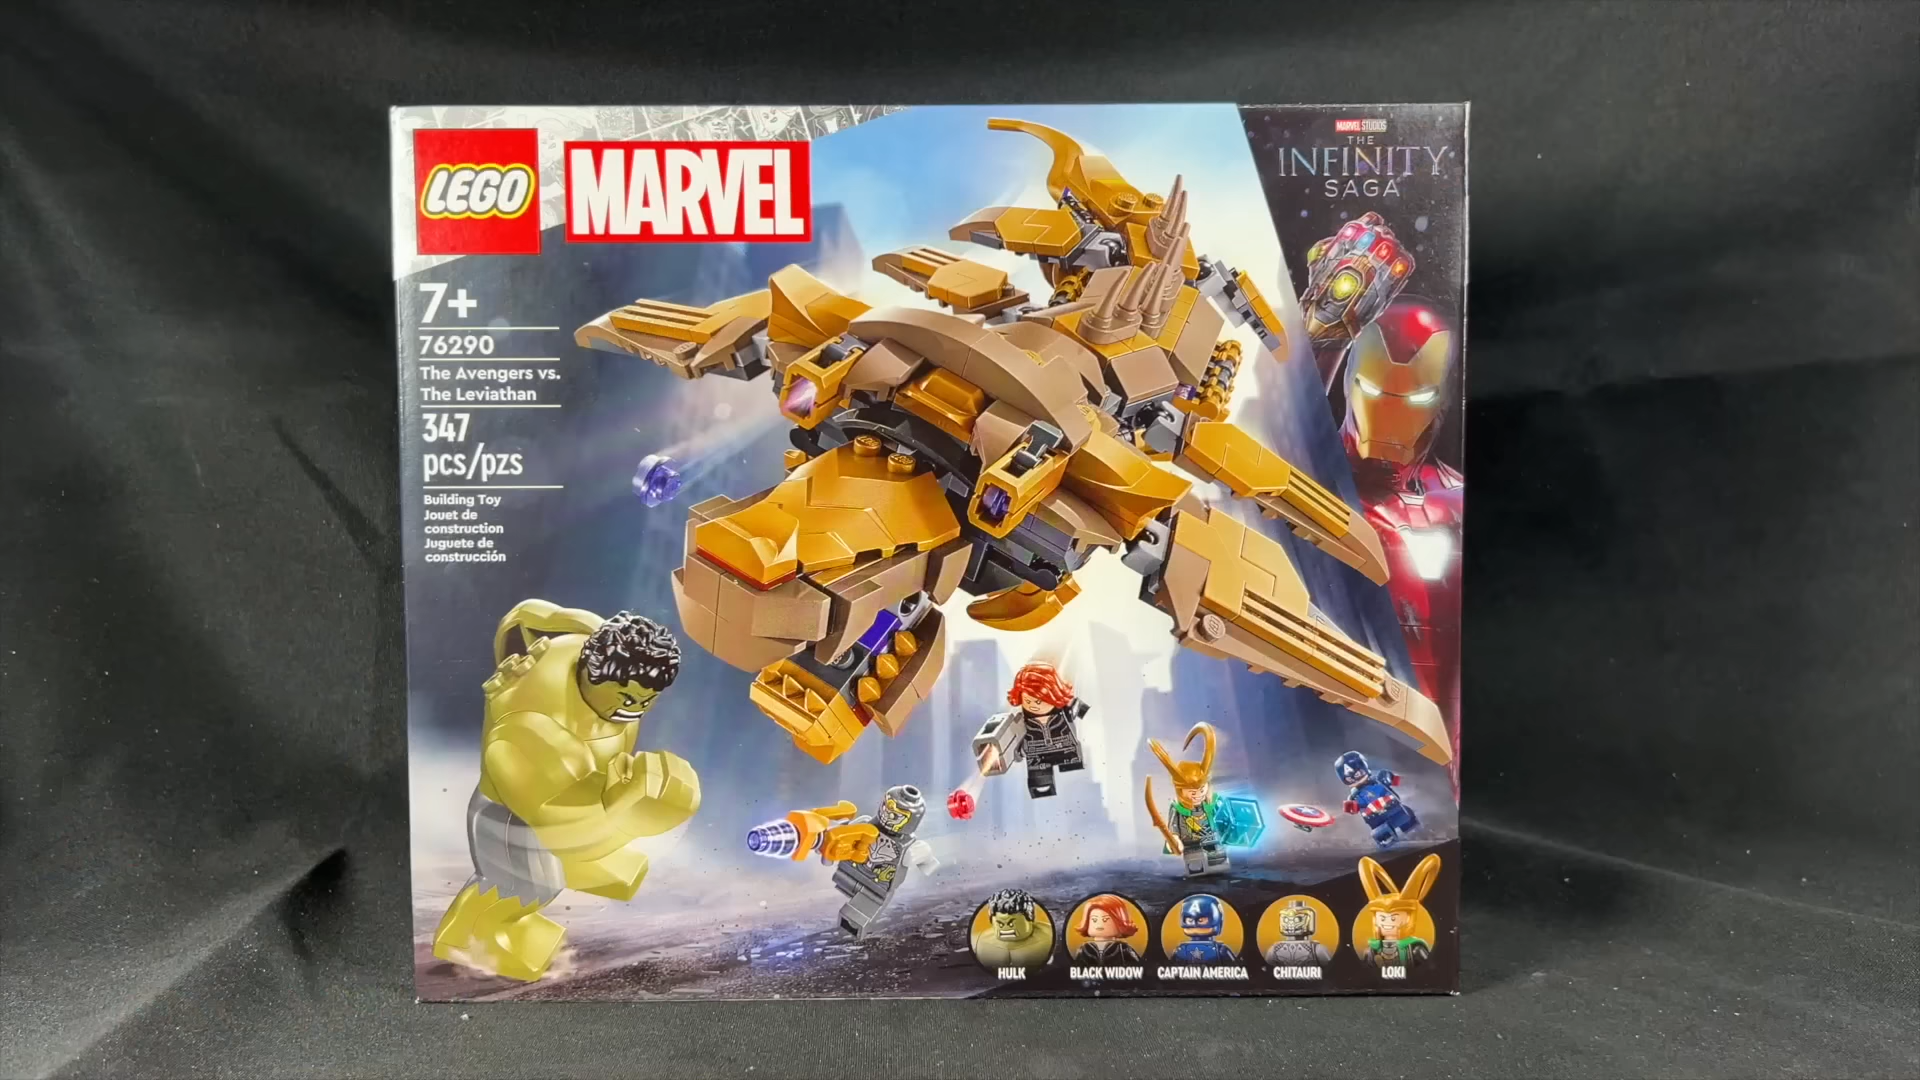 LEGO
MARVEL
MARVEL STUDIOS
THE
INFINITY
SAGA
7+
76290
The Avengers vs.
The Leviathan
347
pcs/pzs
Building Toy
Jouet de
construction
Juguete de
construcción
HULK
BLACK WIDOW
CAPTAIN AMERICA
CHITAURI
LOKI